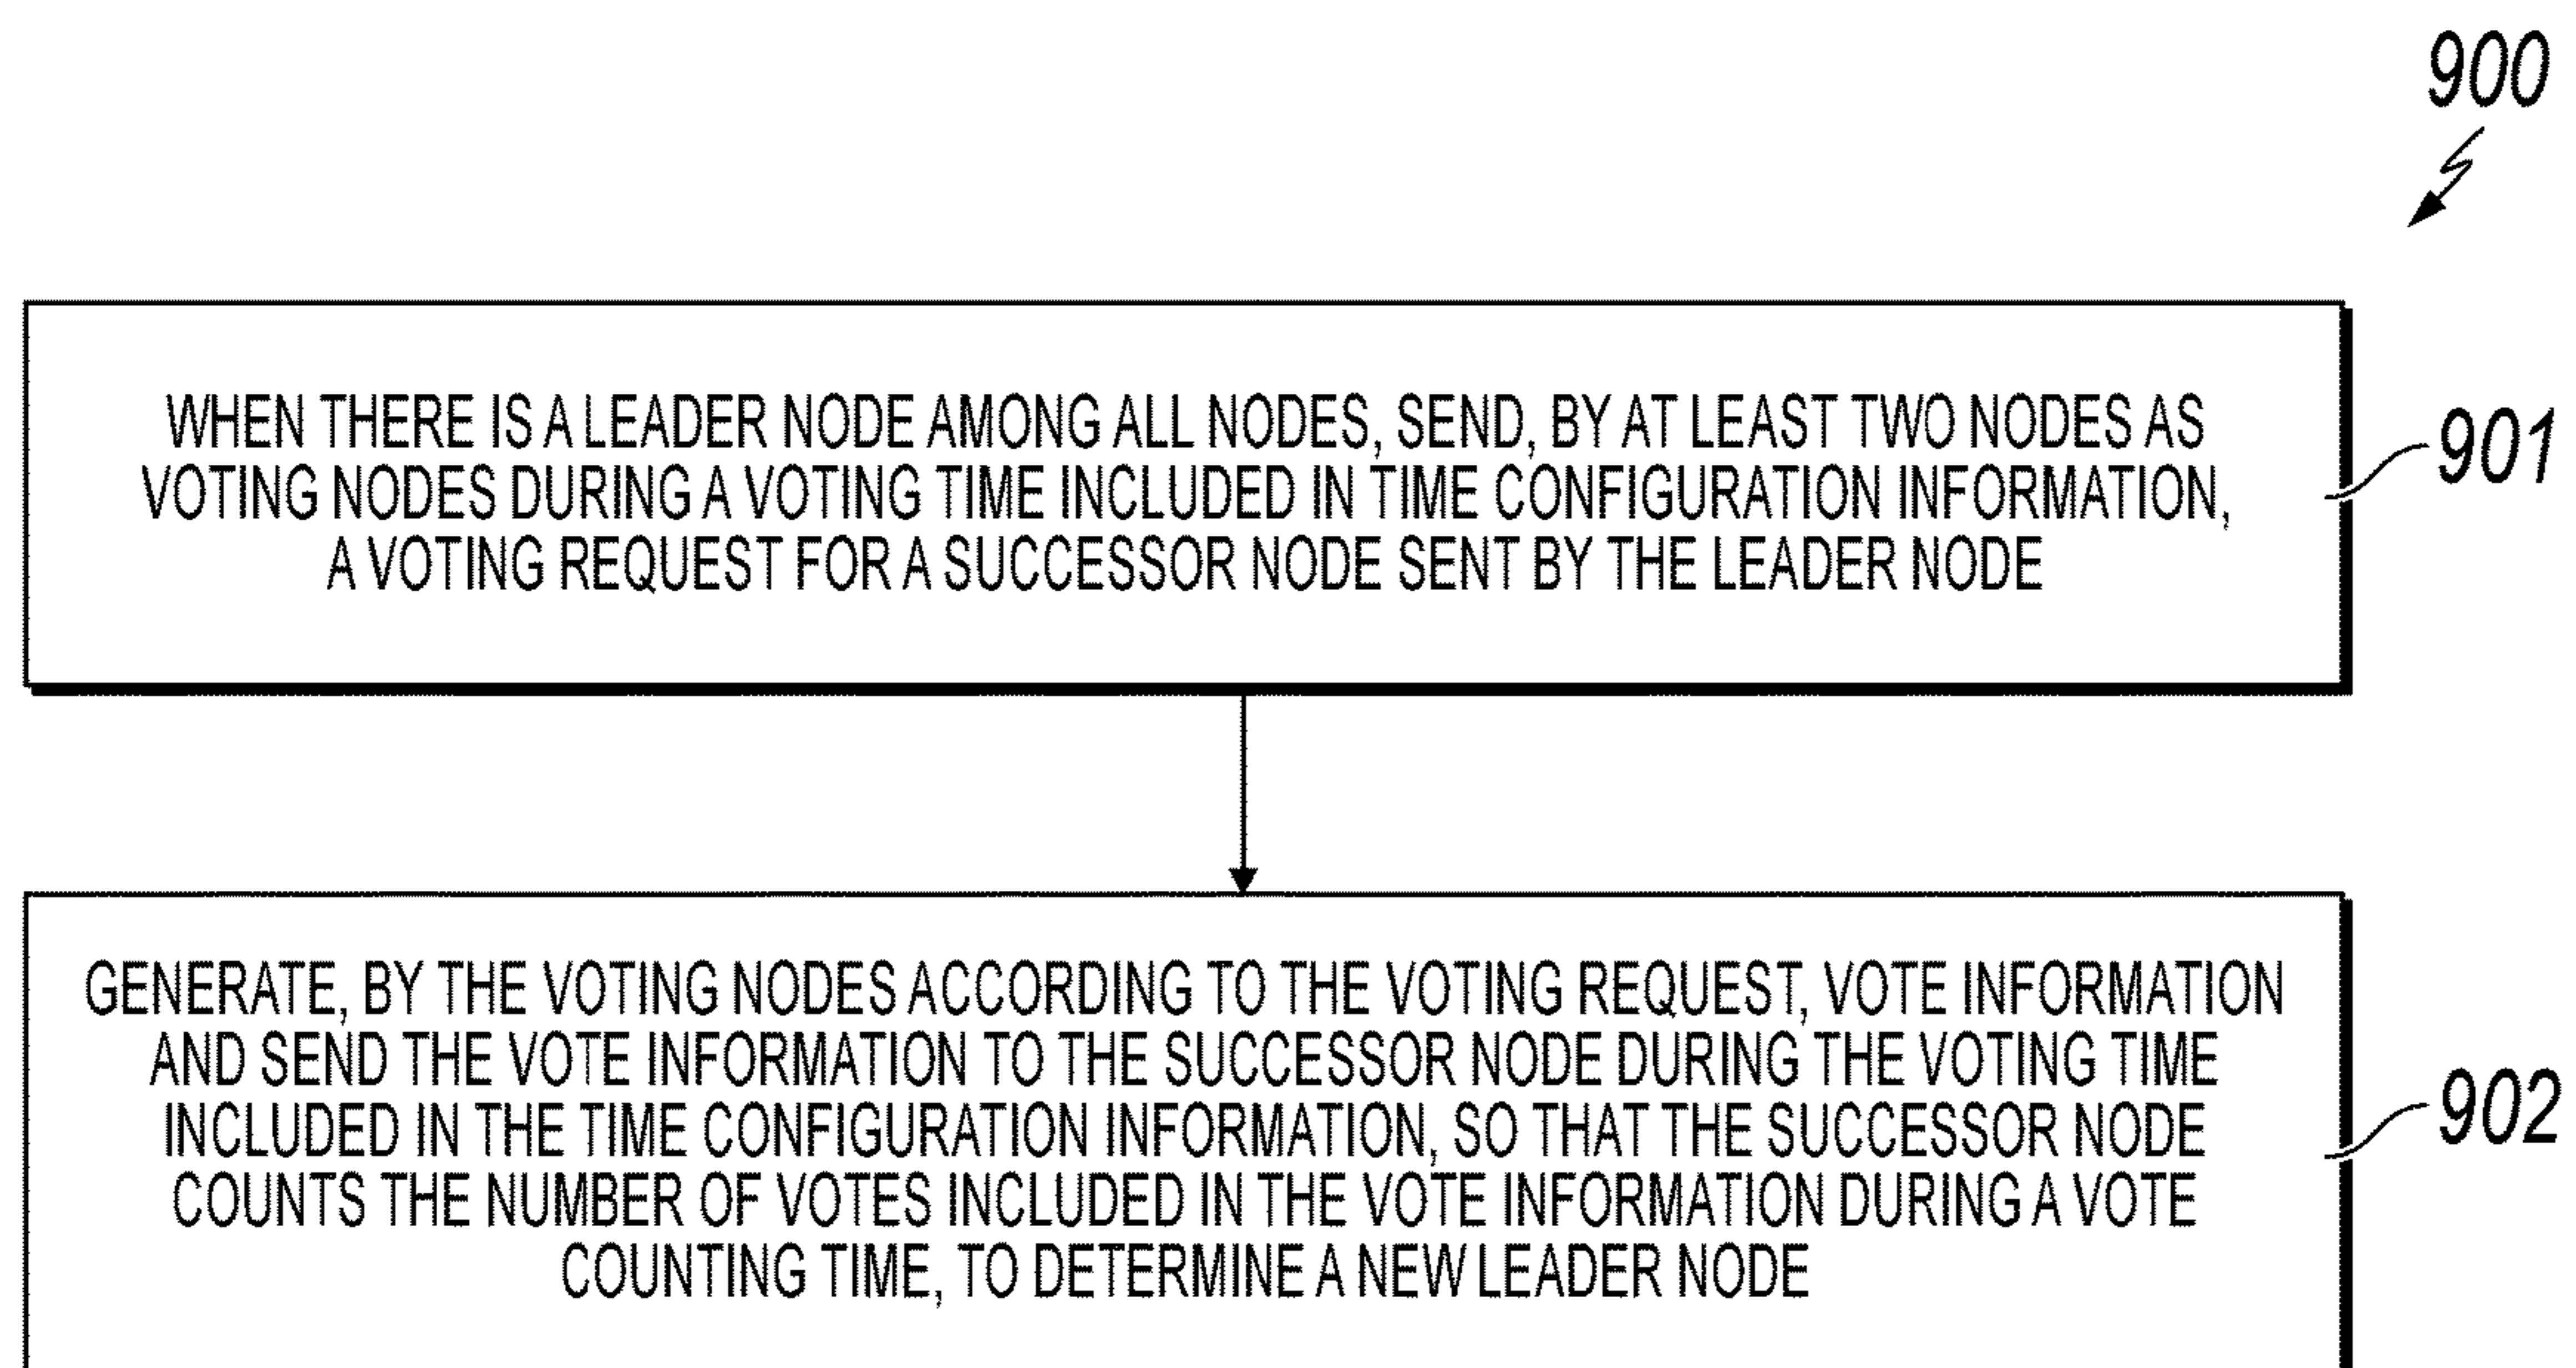 900
WHEN THERE IS A LEADER NODE AMONG ALL NODES, SEND, BY AT LEAST TWO NODES AS
VOTING NODES DURING A VOTING TIME INCLUDED IN TIME CONFIGURATION INFORMATION,
A VOTING REQUEST FOR A SUCCESSOR NODE SENT BY THE LEADER NODE
901
GENERATE, BY THE VOTING NODES ACCORDING TO THE VOTING REQUEST, VOTE INFORMATION
AND SEND THE VOTE INFORMATION TO THE SUCCESSOR NODE DURING THE VOTING TIME
INCLUDED IN THE TIME CONFIGURATION INFORMATION, SO THAT THE SUCCESSOR NODE
COUNTS THE NUMBER OF VOTES INCLUDED IN THE VOTE INFORMATION DURING A VOTE
COUNTING TIME, TO DETERMINE A NEW LEADER NODE
902